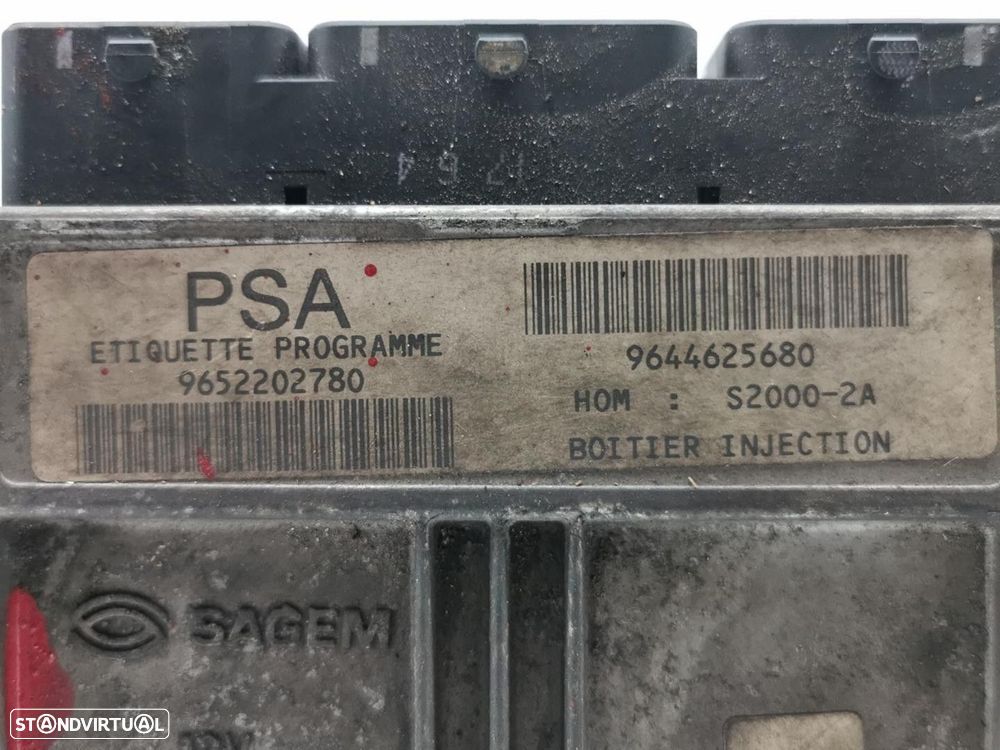 PSA
ETIQUETTE PROGRAMME
9652202780
9644625680
HOM : S2000-2A
BOITIER INJECTION
SAGEM
STANDVIRTUAL